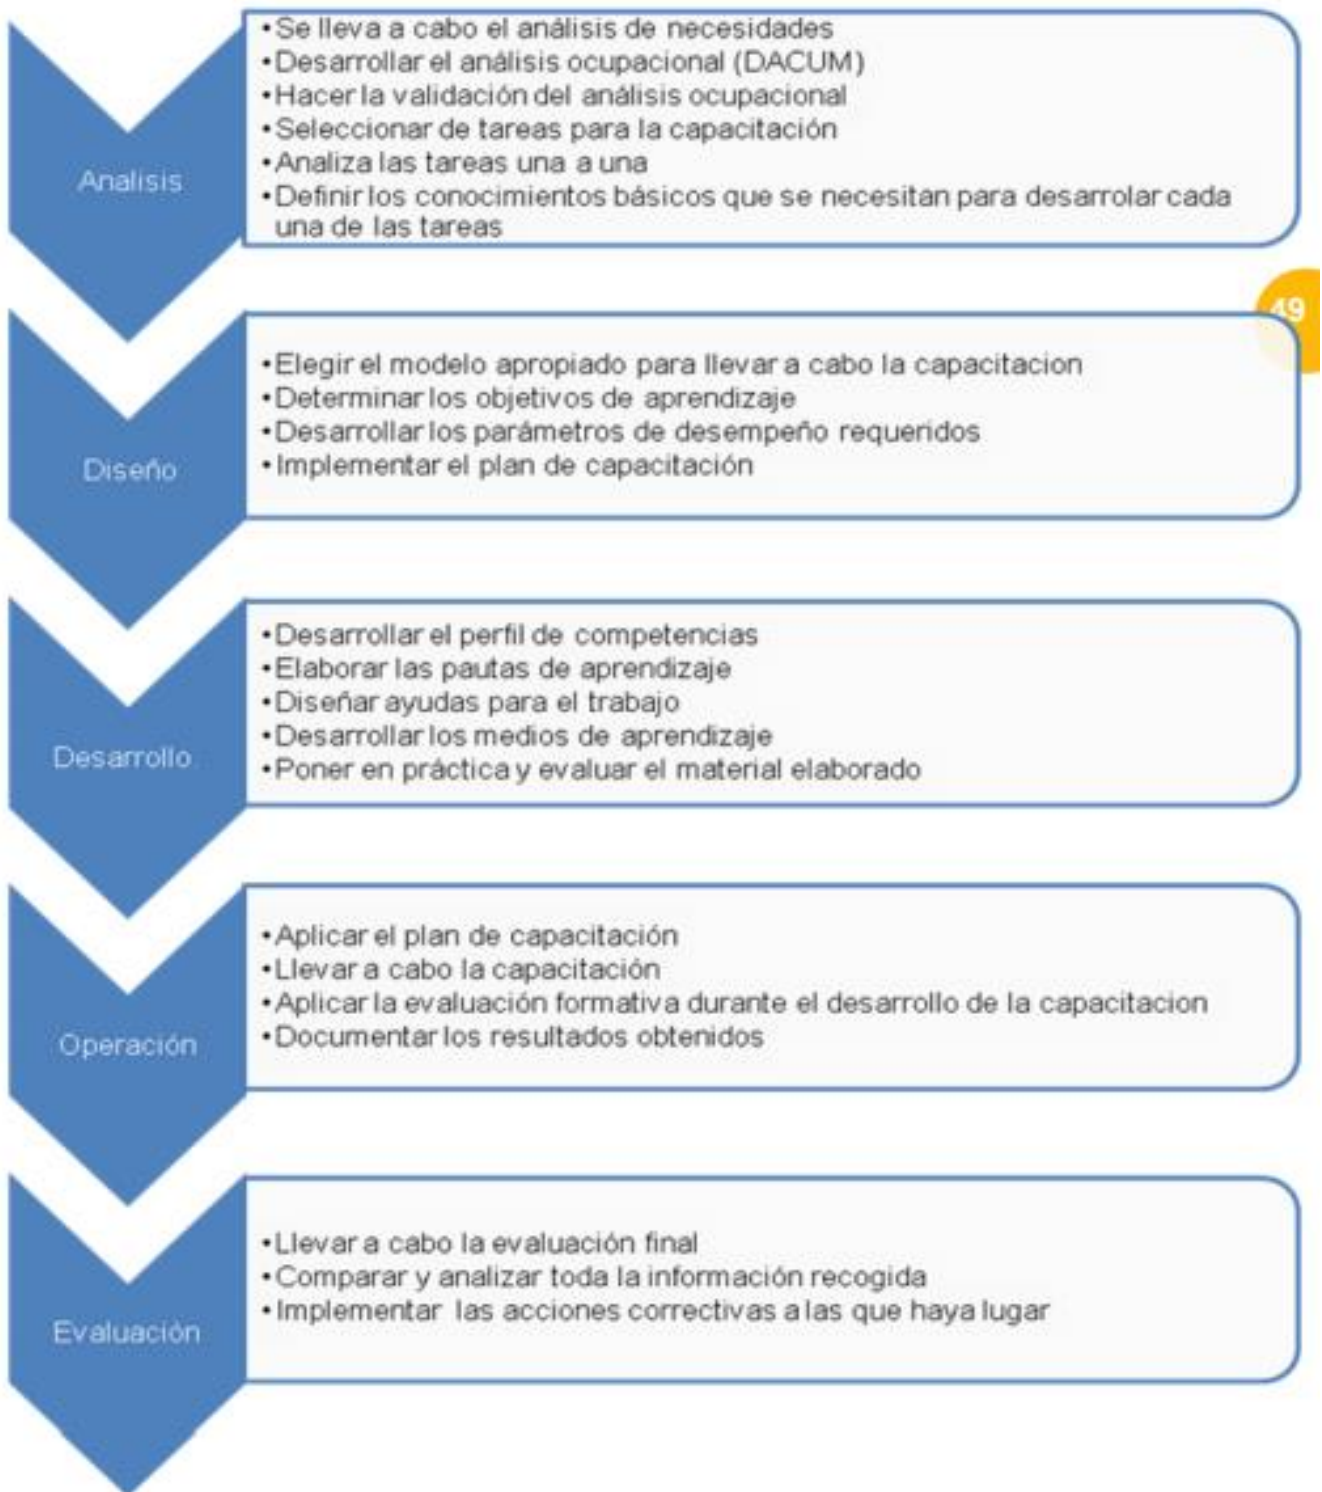 •Se lleva a cabo el análisis de necesidades
•Desarrollar el análisis ocupacional (DACUM)
•Hacer la validación del análisis ocupacional
•Seleccionar de tareas para la capacitación
•Analiza las tareas una a una
•Definir los conocimientos básicos que se necesitan para desarrolar cada
una de las tareas
Analisis
49
•Elegir el modelo apropiado para llevar a cabo la capacitacion
•Determinar los objetivos de aprendizaje
•Desarrollar los parámetros de desempeño requeridos
•Implementar el plan de capacitación
Diseño
•Desarrollar el perfil de competencias
•Elaborar las pautas de aprendizaje
•Diseñar ayudas para el trabajo
•Desarrollar los medios de aprendizaje
•Poner en práctica y evaluar el material elaborado
Desarrollo
•Aplicar el plan de capacitación
•Llevar a cabo la capacitación
•Aplicar la evaluación formativa durante el desarrollo de la capacitacion
•Documentar los resultados obtenidos
Operación
•Llevar a cabo la evaluación final
•Comparar y analizar toda la información recogida
•Implementar las acciones correctivas a las que haya lugar
Evaluación